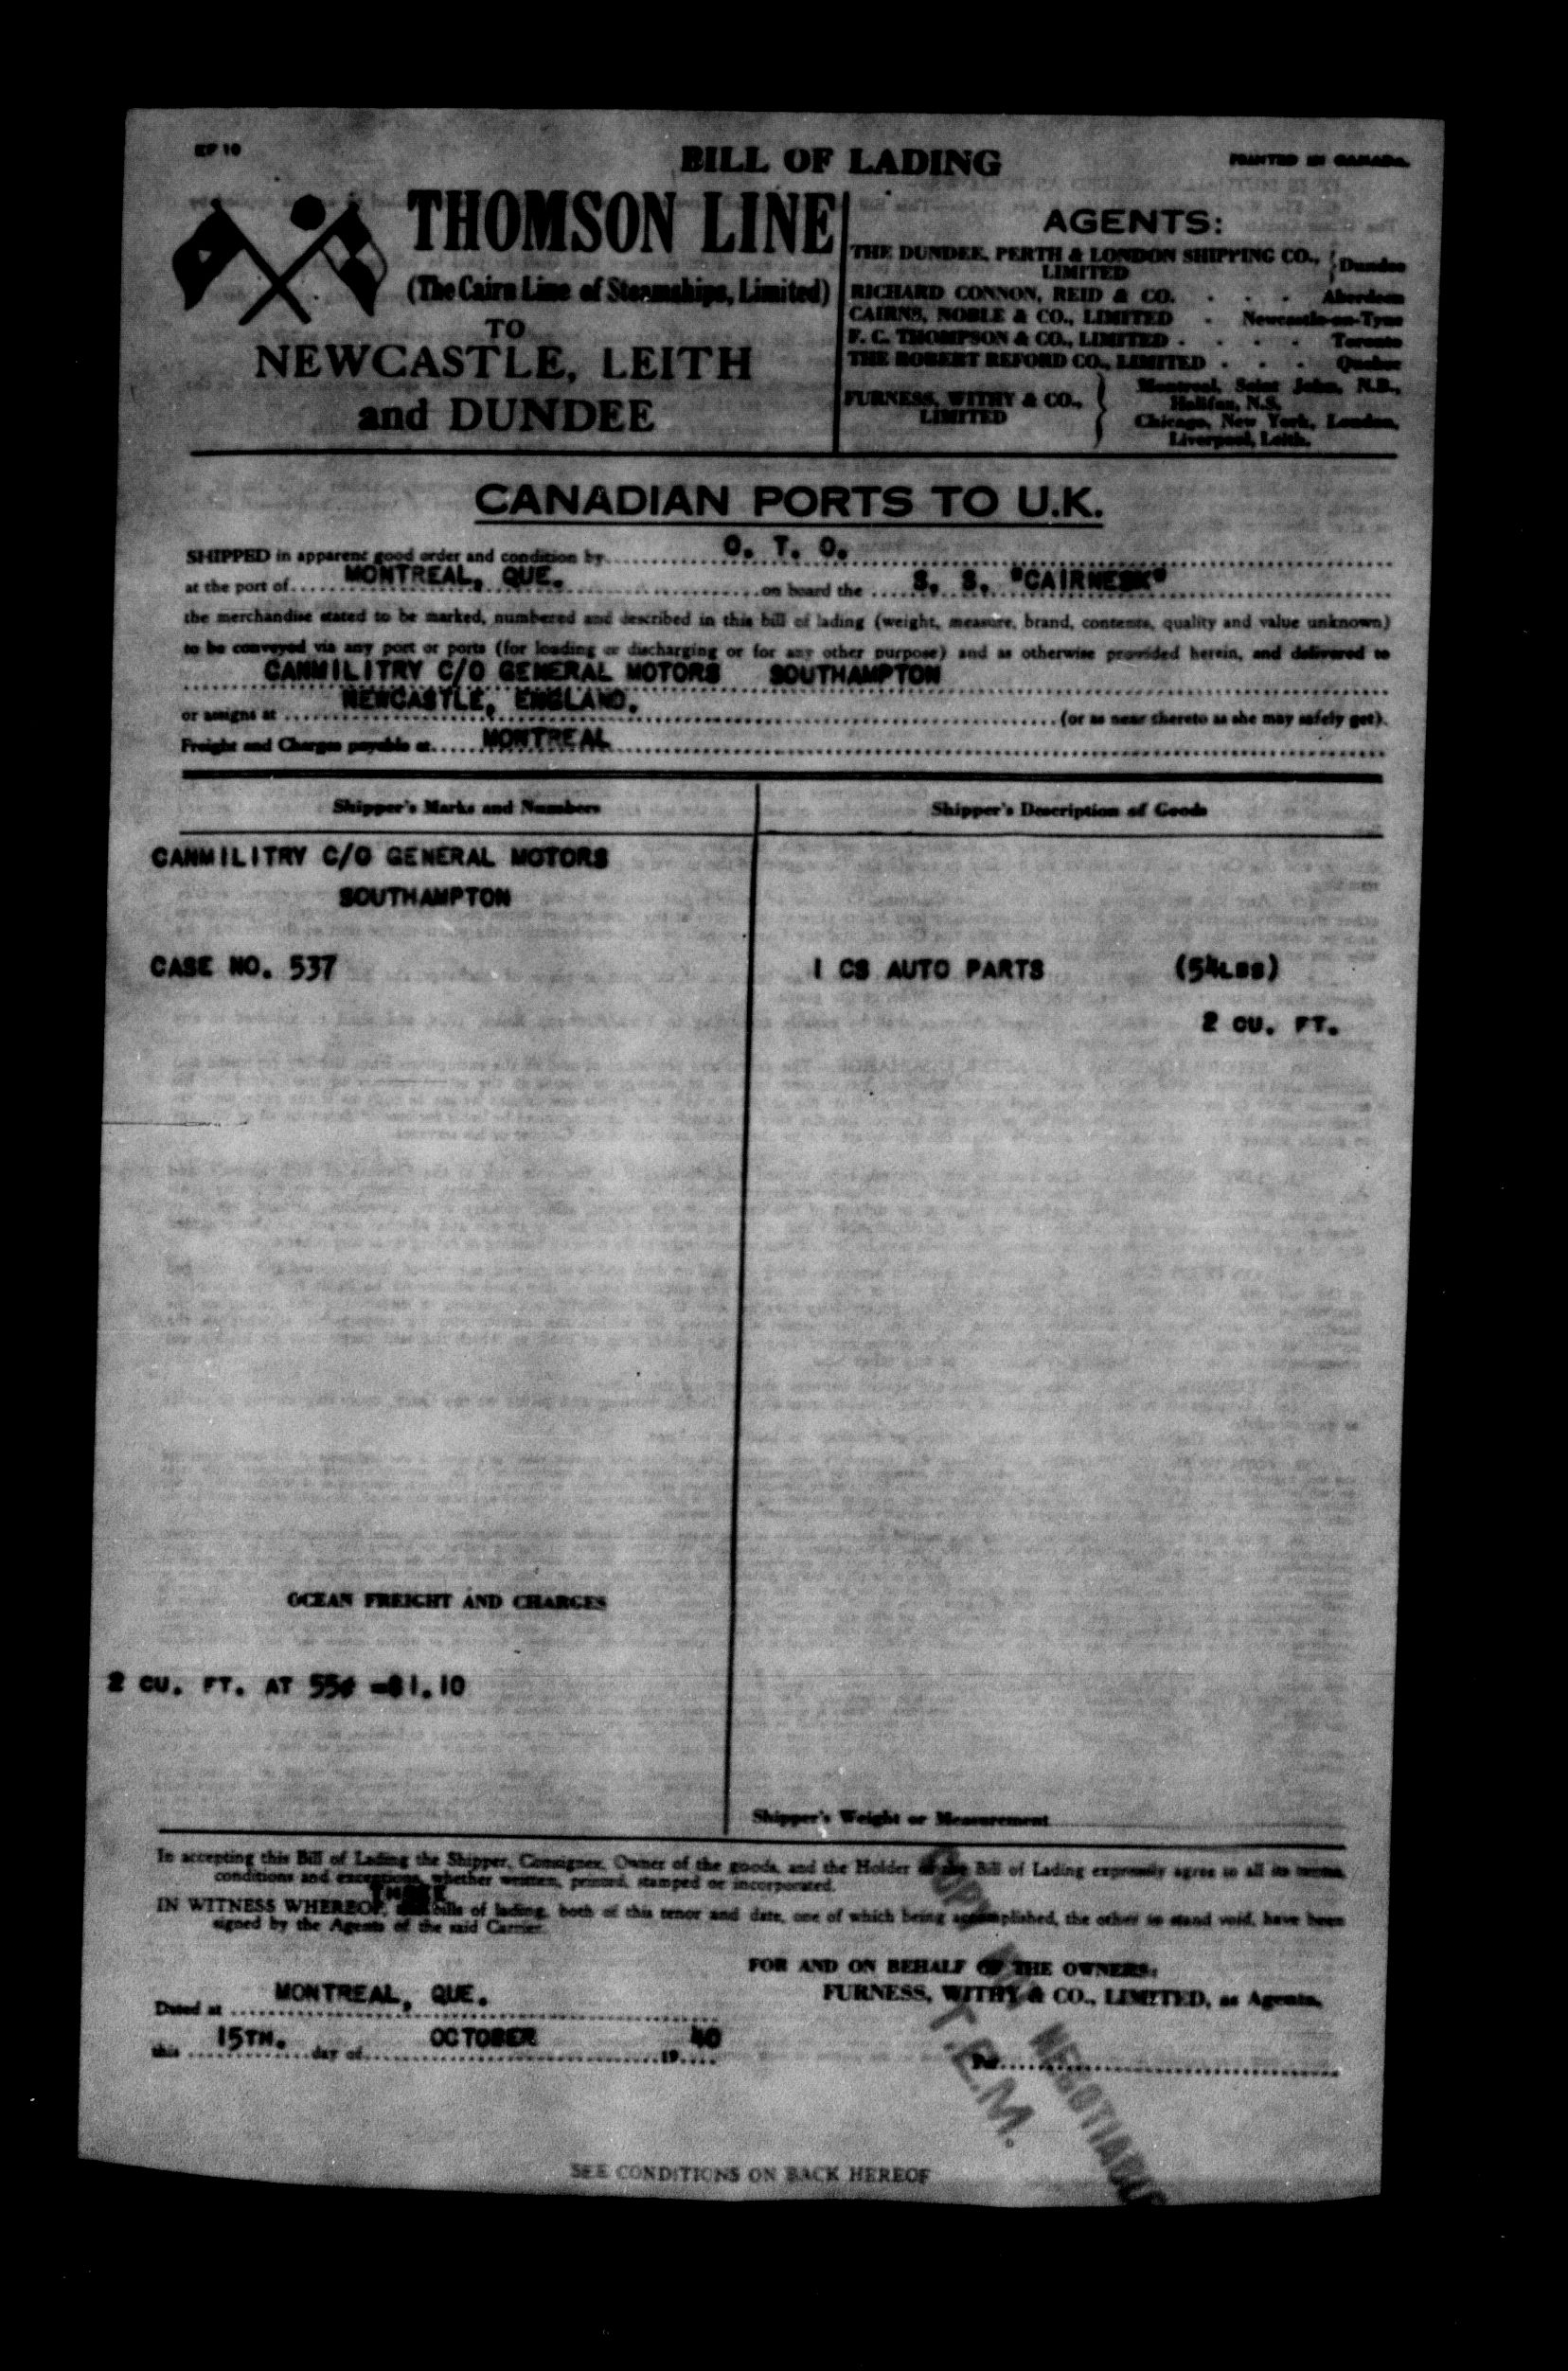 EF 10
BILL OF LADING
PRINTED IN CANADA.
THOMSON LINE
(The Cairn Line of Steamships, Limited)
TO
NEWCASTLE, LEITH
and DUNDEE
AGENTS:
THE DUNDEE, PERTH & LONDON SHIPPING CO., LIMITED } Dundee
RICHARD CONNON, REID & CO. . . . Aberdeen
CAIRNS, NOBLE & CO., LIMITED . Newcastle-on-Tyne
F. C. THOMPSON & CO., LIMITED . . . . Toronto
THE ROBERT REFORD CO., LIMITED . . . Quebec
FURNESS, WITHY & CO., LIMITED } Montreal, Saint John, N.B.,
Halifax, N.S.
Chicago, New York, London,
Liverpool, Leith.
CANADIAN PORTS TO U.K.
SHIPPED in apparent good order and condition by O. T. O.
at the port of MONTREAL, QUE. on board the S. S. "CAIRNESK"
the merchandise stated to be marked, numbered and described in this bill of lading (weight, measure, brand, contents, quality and value unknown)
to be conveyed via any port or ports (for loading or discharging or for any other purpose) and as otherwise provided herein, and delivered to
CANMILITRY C/O GENERAL MOTORS SOUTHAMPTON
or assigns at NEWCASTLE, ENGLAND. (or as near thereto as she may safely get).
Freight and Charges payable at MONTREAL
Shipper's Marks and Numbers
Shipper's Description of Goods
CANMILITRY C/O GENERAL MOTORS
SOUTHAMPTON
CASE NO. 537
1 CS AUTO PARTS (54LBS)
2 CU. FT.
OCEAN FREIGHT AND CHARGES
2 CU. FT. AT 55¢ =$1.10
Shipper's Weight or Measurement
In accepting this Bill of Lading the Shipper, Consignee, Owner of the goods, and the Holder of the Bill of Lading expressly agree to all its terms,
conditions and exceptions, whether written, printed, stamped or incorporated.
THREE
IN WITNESS WHEREOF, bills of lading, both of this tenor and date, one of which being accomplished, the other to stand void, have been
signed by the Agents of the said Carrier.
FOR AND ON BEHALF OF THE OWNERS:
FURNESS, WITHY & CO., LIMITED, as Agents.
Dated at MONTREAL, QUE.
this 15TH. day of OCTOBER 19 40
Per
COPY NOT NEGOTIABLE
T.E.M.
SEE CONDITIONS ON BACK HEREOF